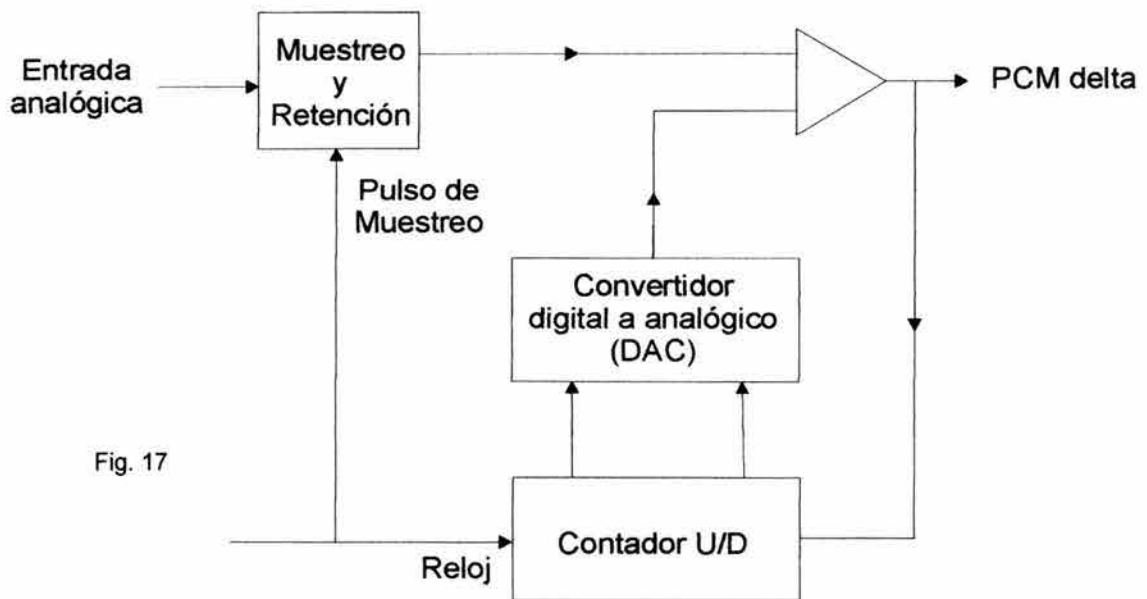 Entrada
analógica
Muestreo
y
Retención
PCM delta
Pulso de
Muestreo
Convertidor
digital a analógico
(DAC)
Fig. 17
Reloj
Contador U/D